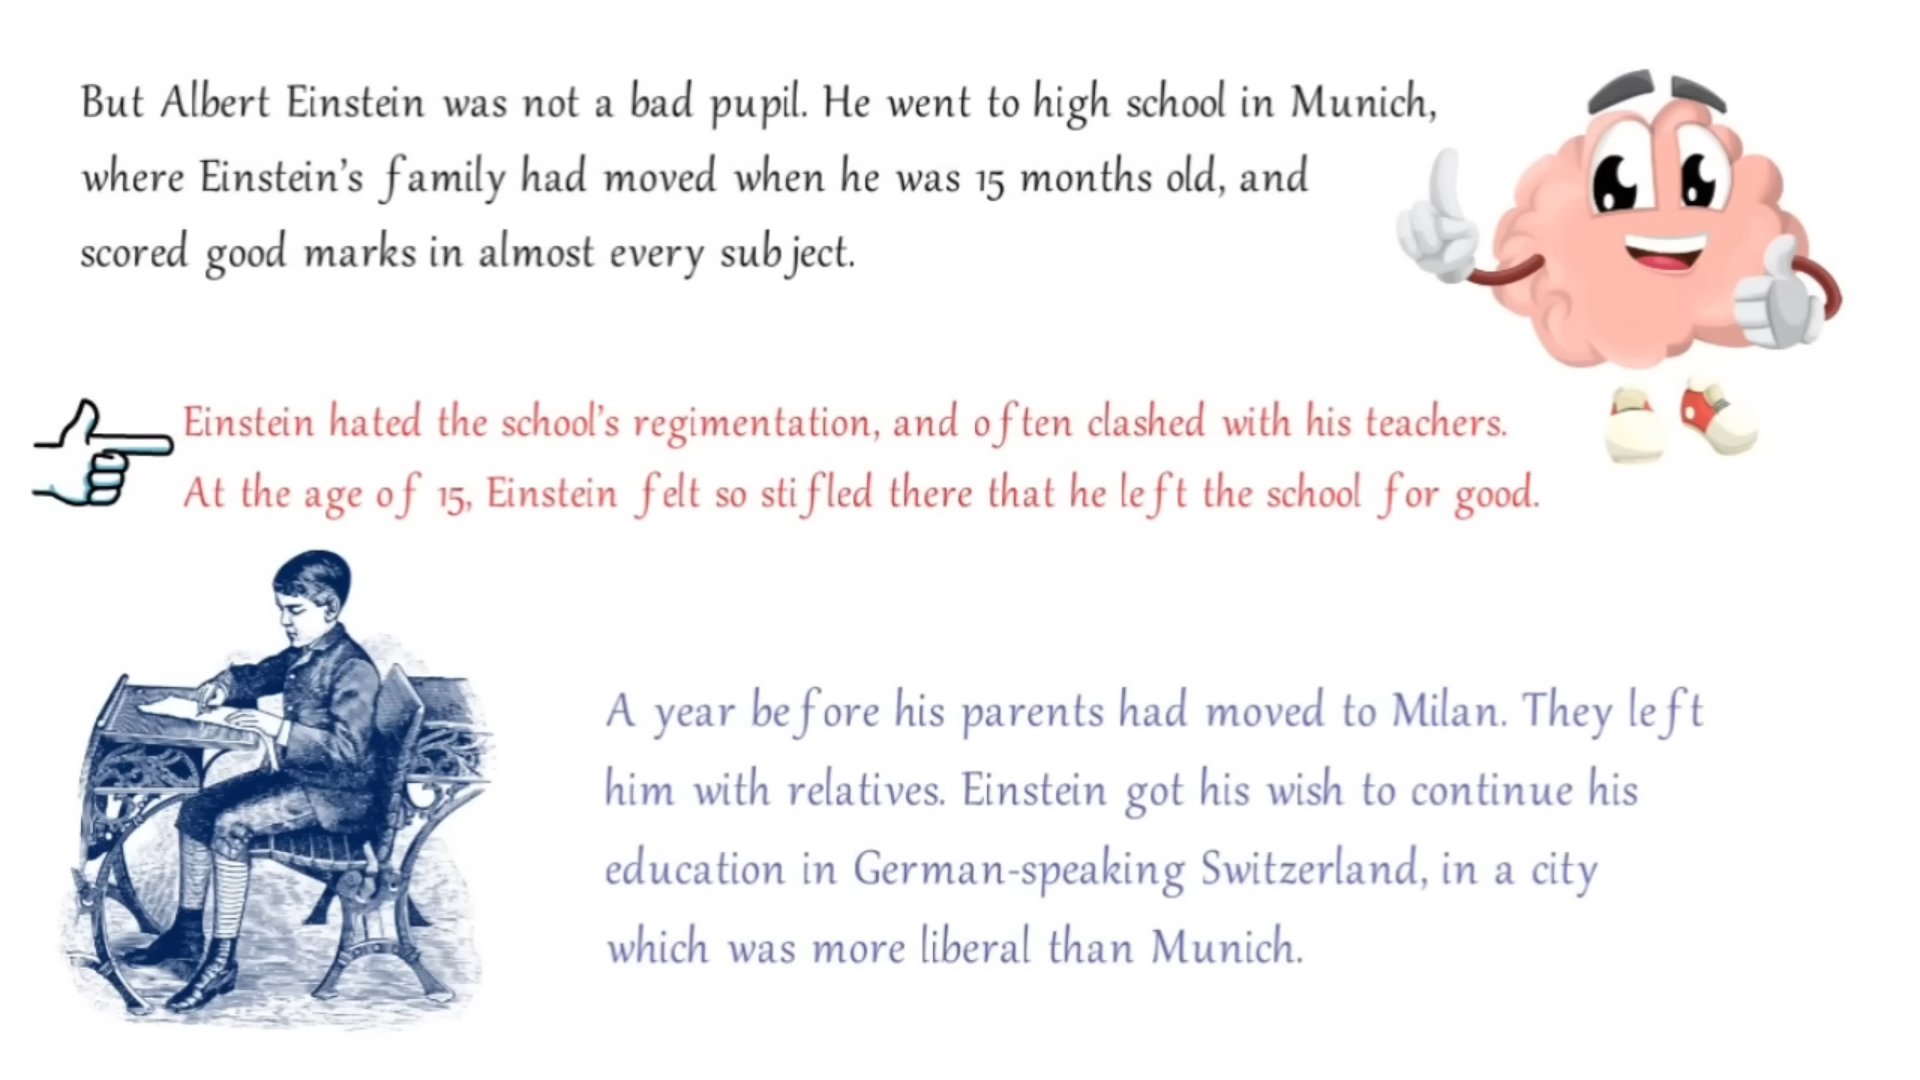 But Albert Einstein was not a bad pupil. He went to high school in Munich,
where Einstein's family had moved when he was 15 months old, and
scored good marks in almost every subject.
Einstein hated the school's regimentation, and often clashed with his teachers.
At the age of 15, Einstein felt so stifled there that he left the school for good.
A year before his parents had moved to Milan. They left
him with relatives. Einstein got his wish to continue his
education in German-speaking Switzerland, in a city
which was more liberal than Munich.